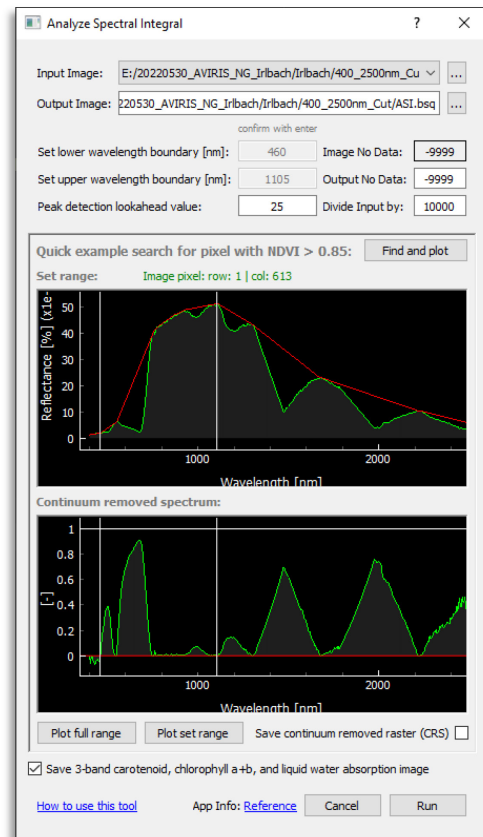 Analyze Spectral Integral
Input Image: E:/20220530_AVIRIS_NG_Irlbach/Irlbach/400_2500nm_Cu ...
Output Image: 220530_AVIRIS_NG_Irlbach/Irlbach/400_2500nm_Cut/ASI.bsq ...
confirm with enter
Set lower wavelength boundary [nm]: 460 Image No Data: -9999
Set upper wavelength boundary [nm]: 1105 Output No Data: -9999
Peak detection lookahead value: 25 Divide Input by: 10000
Quick example search for pixel with NDVI > 0.85: Find and plot
Set range: Image pixel: row: 1 | col: 613
Reflectance [%] (x1e-
50
40
30
20
10
0
1000 2000
Wavelength [nm]
Continuum removed spectrum:
[-]
1
0.8
0.6
0.4
0.2
0
1000 2000
Wavelength [nm]
Plot full range Plot set range Save continuum removed raster (CRS)
Save 3-band carotenoid, chlorophyll a+b, and liquid water absorption image
How to use this tool App Info: Reference Cancel Run